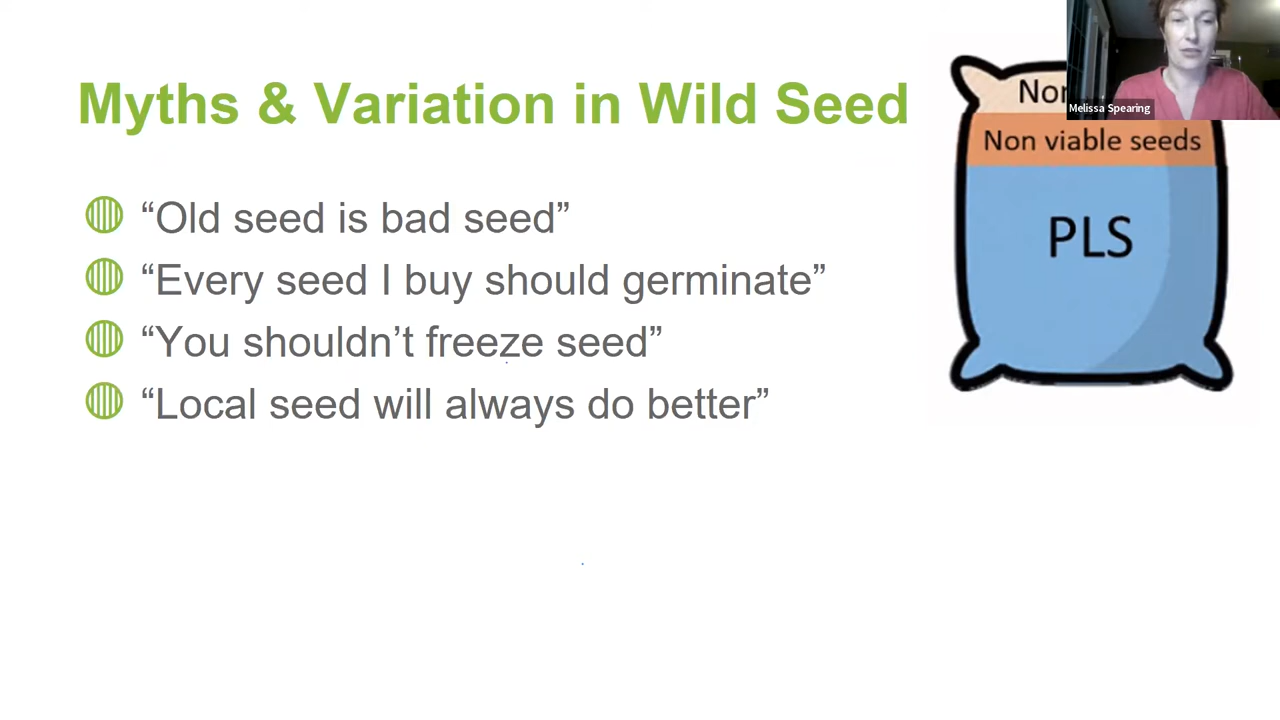 Myths & Variation in Wild Seed
“Old seed is bad seed”
“Every seed I buy should germinate”
“You shouldn’t freeze seed”
“Local seed will always do better”
Non viable seeds
PLS
Melissa Spearing